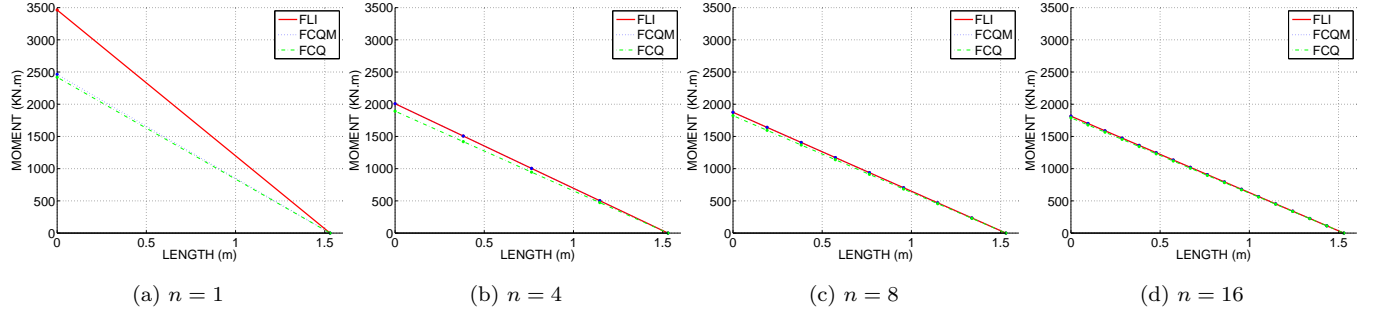 3500
3000
2500
2000
1500
1000
500
0
MOMENT (KN.m)
0
0.5
1
1.5
LENGTH (m)
FLI
FCQM
FCQ
(a) n = 1
3500
3000
2500
2000
1500
1000
500
0
MOMENT (KN.m)
0
0.5
1
1.5
LENGTH (m)
FLI
FCQM
FCQ
(b) n = 4
3500
3000
2500
2000
1500
1000
500
0
MOMENT (KN.m)
0
0.5
1
1.5
LENGTH (m)
FLI
FCQM
FCQ
(c) n = 8
3500
3000
2500
2000
1500
1000
500
0
MOMENT (KN.m)
0
0.5
1
1.5
LENGTH (m)
FLI
FCQM
FCQ
(d) n = 16